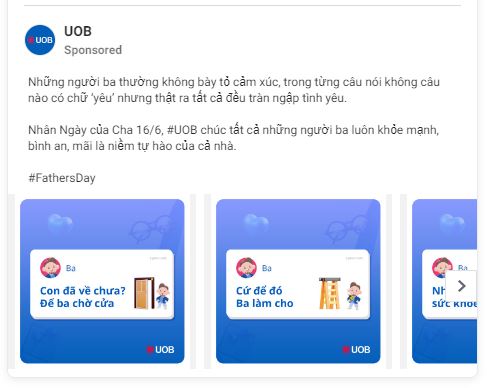 UOB
UOB
Sponsored
Những người ba thường không bày tỏ cảm xúc, trong từng câu nói không câu
nào có chữ ‘yêu’ nhưng thật ra tất cả đều tràn ngập tình yêu.
Nhân Ngày của Cha 16/6, #UOB chúc tất cả những người ba luôn khỏe mạnh,
bình an, mãi là niềm tự hào của cả nhà.
#FathersDay
Ba
Con đã về chưa?
Để ba chờ cửa
UOB
Ba
Cứ để đó
Ba làm cho
UOB
Ba
sức khỏe